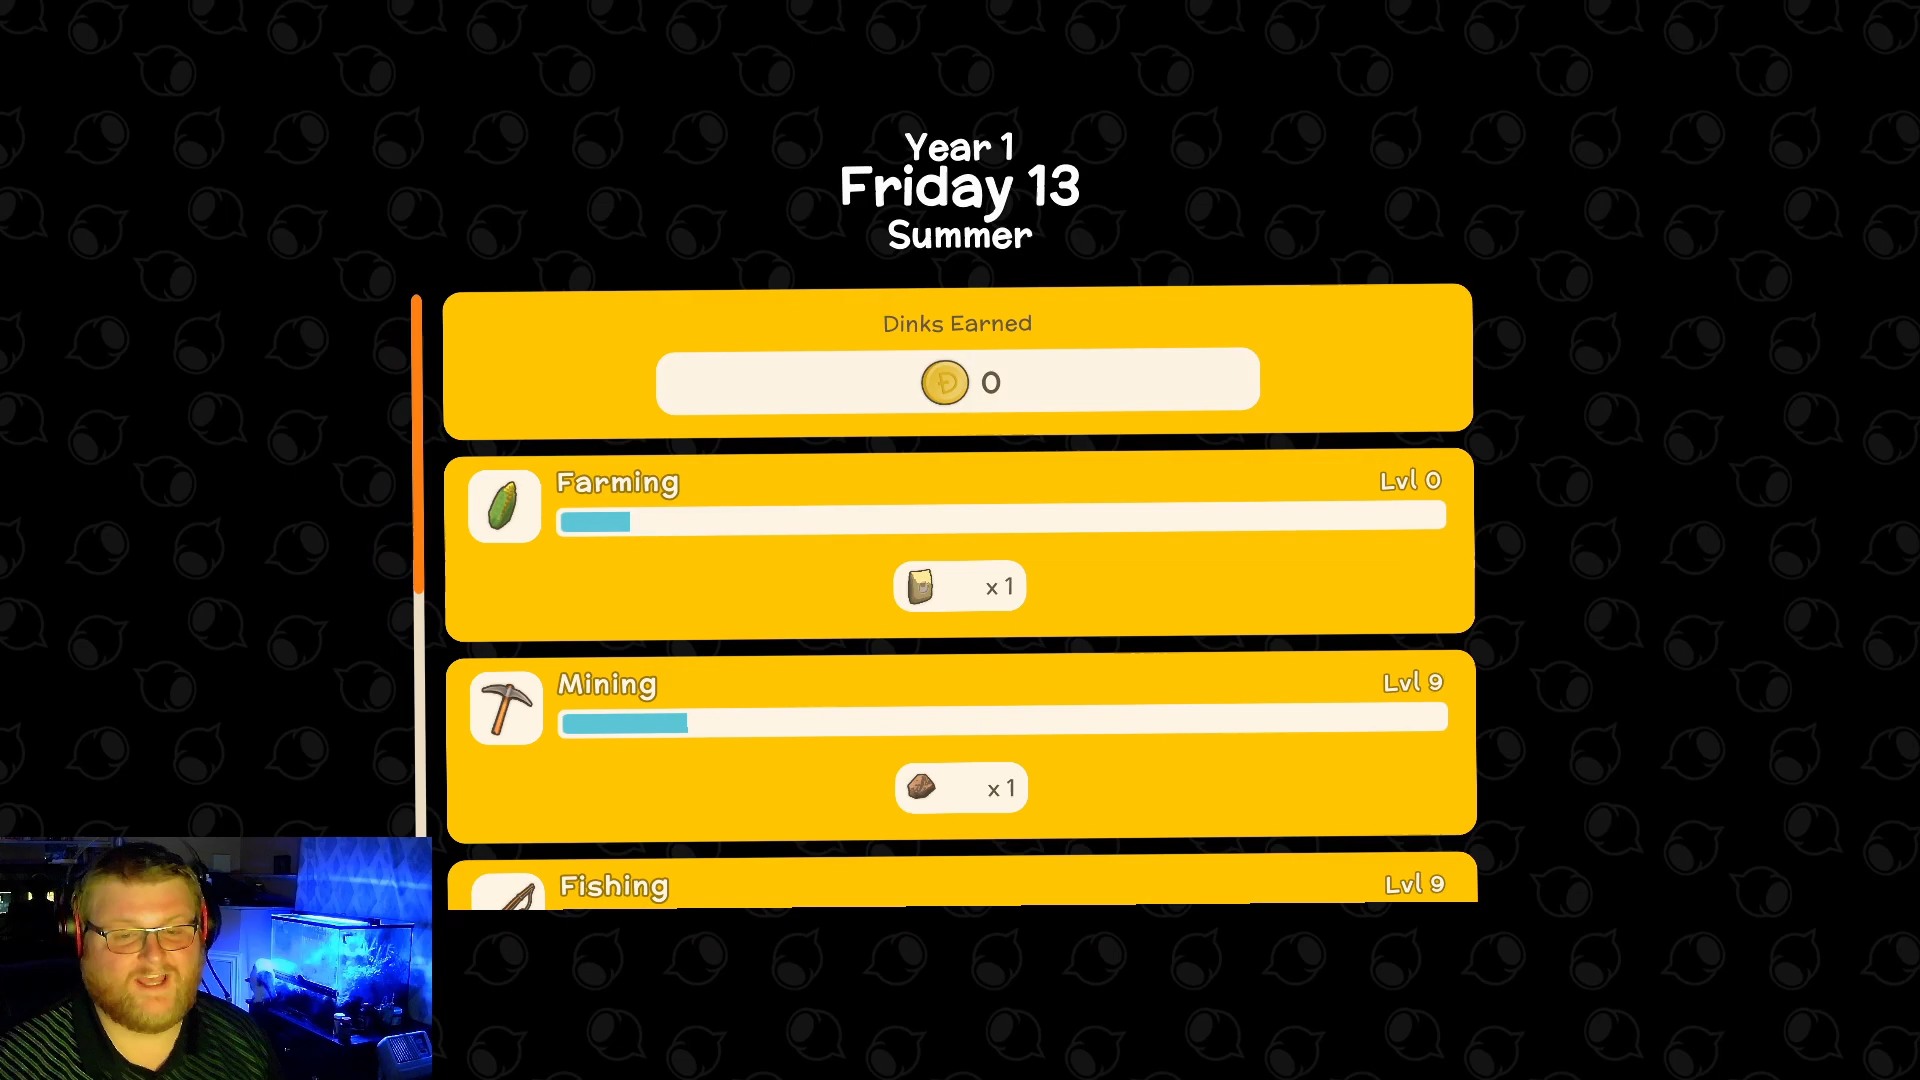 Year 1
Friday 13
Summer
Dinks Earned
0
Farming
Lvl 0
x 1
Mining
Lvl 9
x 1
Fishing
Lvl 9